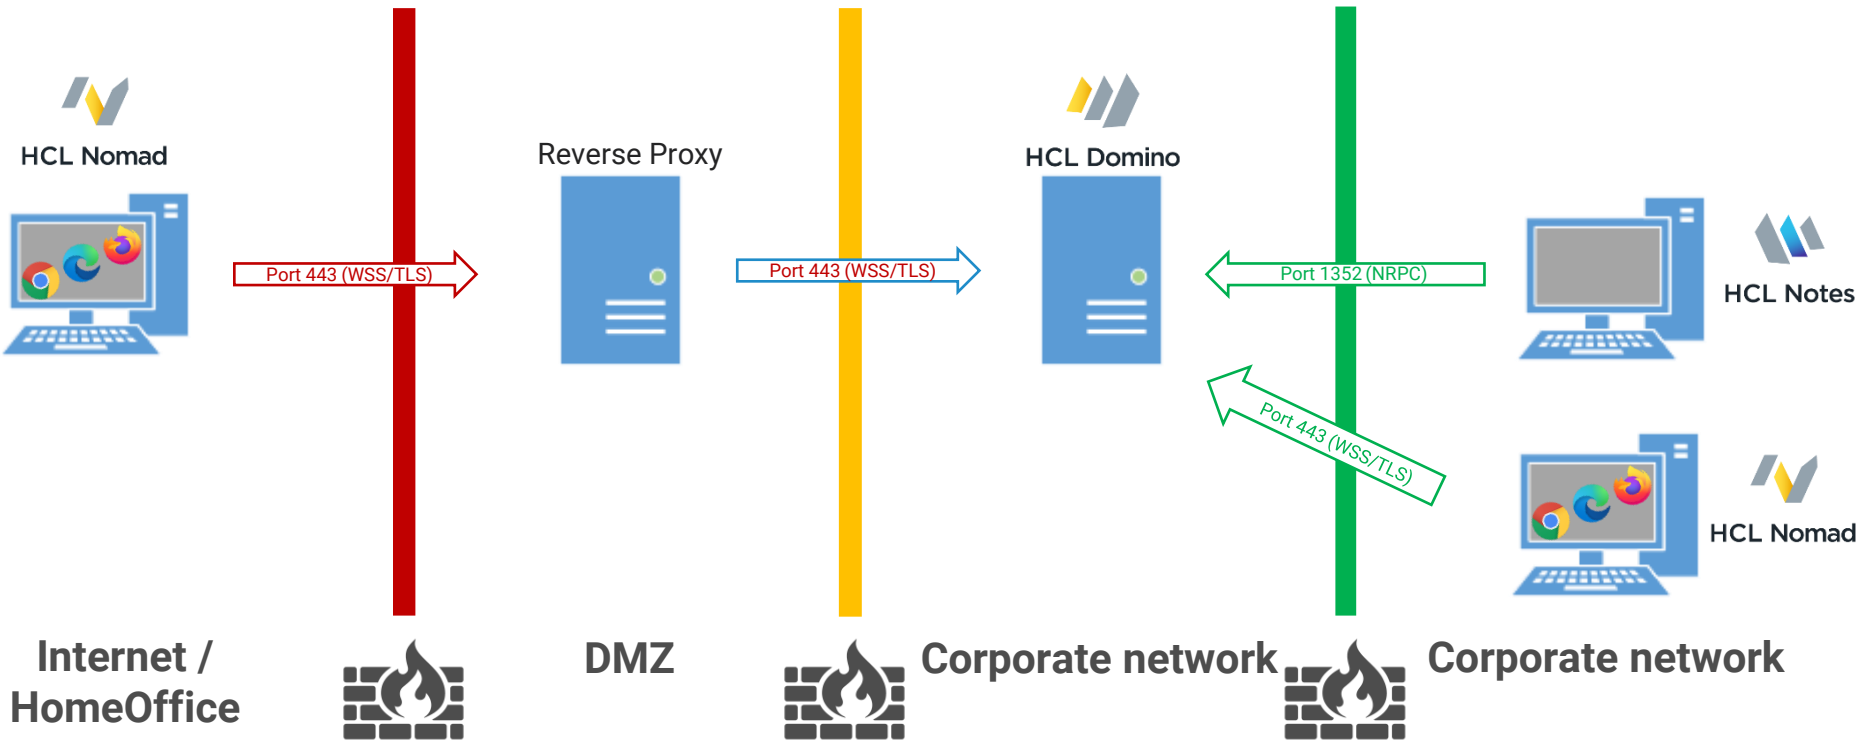 HCL Nomad
Port 443 (WSS/TLS)
Reverse Proxy
Port 443 (WSS/TLS)
HCL Domino
Port 1352 (NRPC)
HCL Notes
Port 443 (WSS/TLS)
HCL Nomad
Internet /
HomeOffice
DMZ
Corporate network
Corporate network